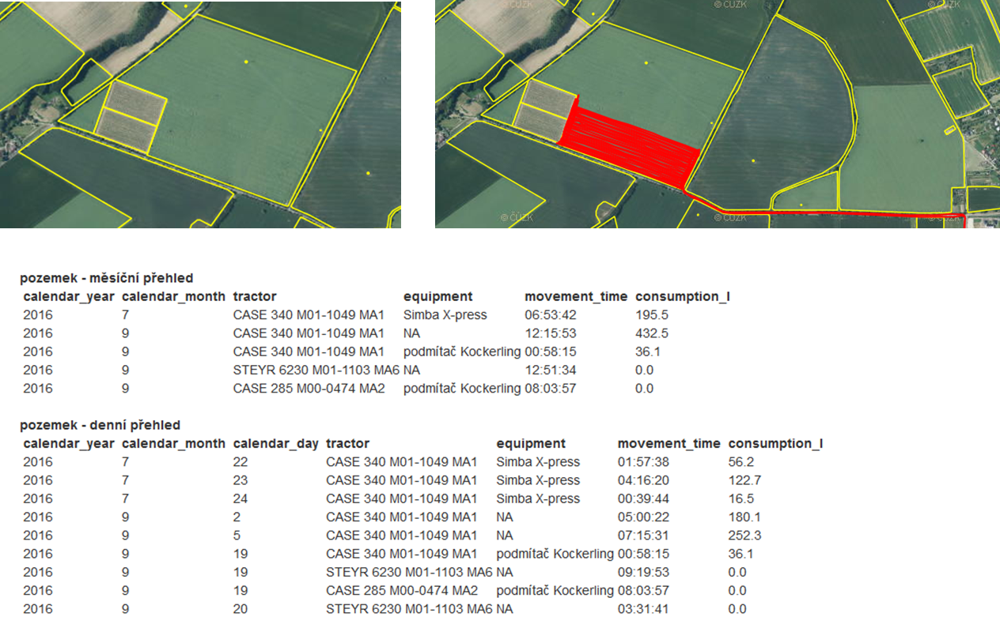 © ČÚZK © ČÚZK © ČÚZK
© ČÚZK © ČÚZK © ČÚZK
pozemek - měsíční přehled
calendar_year calendar_month tractor equipment movement_time consumption_l
2016 7 CASE 340 M01-1049 MA1 Simba X-press 06:53:42 195.5
2016 9 CASE 340 M01-1049 MA1 NA 12:15:53 432.5
2016 9 CASE 340 M01-1049 MA1 podmítač Kockerling 00:58:15 36.1
2016 9 STEYR 6230 M01-1103 MA6 NA 12:51:34 0.0
2016 9 CASE 285 M00-0474 MA2 podmítač Kockerling 08:03:57 0.0
pozemek - denní přehled
calendar_year calendar_month calendar_day tractor equipment movement_time consumption_l
2016 7 22 CASE 340 M01-1049 MA1 Simba X-press 01:57:38 56.2
2016 7 23 CASE 340 M01-1049 MA1 Simba X-press 04:16:20 122.7
2016 7 24 CASE 340 M01-1049 MA1 Simba X-press 00:39:44 16.5
2016 9 2 CASE 340 M01-1049 MA1 NA 05:00:22 180.1
2016 9 5 CASE 340 M01-1049 MA1 NA 07:15:31 252.3
2016 9 19 CASE 340 M01-1049 MA1 podmítač Kockerling 00:58:15 36.1
2016 9 19 STEYR 6230 M01-1103 MA6 NA 09:19:53 0.0
2016 9 19 CASE 285 M00-0474 MA2 podmítač Kockerling 08:03:57 0.0
2016 9 20 STEYR 6230 M01-1103 MA6 NA 03:31:41 0.0